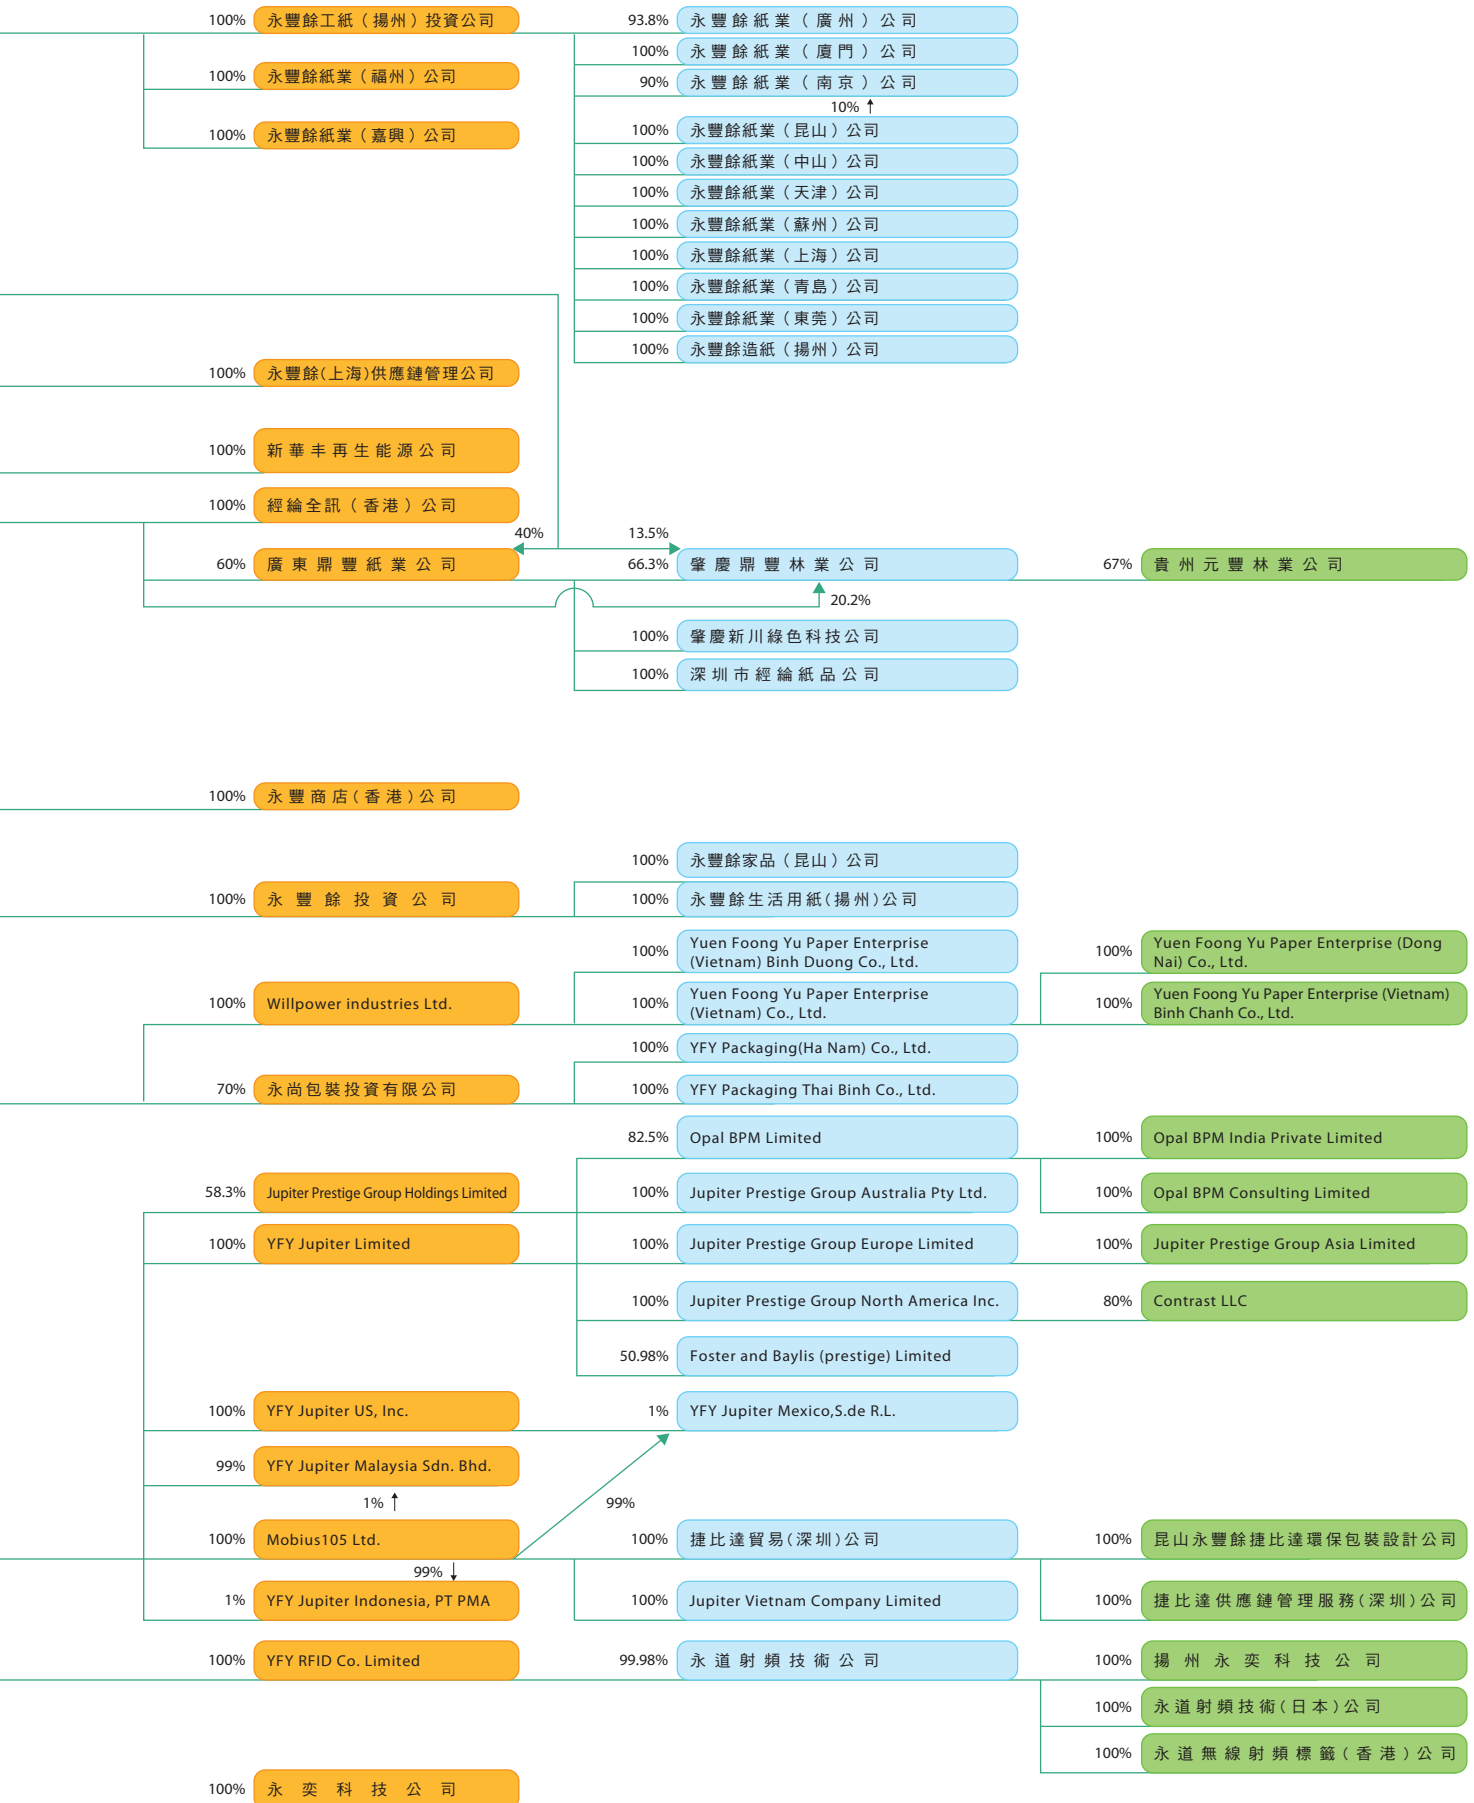 100% 永豐餘工紙（揚州）投資公司
93.8% 永豐餘紙業（廣州）公司
100% 永豐餘紙業（廈門）公司
100% 永豐餘紙業（福州）公司
90% 永豐餘紙業（南京）公司
10% ↑
100% 永豐餘紙業（嘉興）公司
100% 永豐餘紙業（昆山）公司
100% 永豐餘紙業（中山）公司
100% 永豐餘紙業（天津）公司
100% 永豐餘紙業（蘇州）公司
100% 永豐餘紙業（上海）公司
100% 永豐餘紙業（青島）公司
100% 永豐餘紙業（東莞）公司
100% 永豐餘造紙（揚州）公司
100% 永豐餘(上海)供應鏈管理公司
100% 新華丰再生能源公司
100% 經綸全訊（香港）公司
40% 13.5%
60% 廣東鼎豐紙業公司
66.3% 肇慶鼎豐林業公司
67% 貴州元豐林業公司
20.2%
100% 肇慶新川綠色科技公司
100% 深圳市經綸紙品公司
100% 永豐商店(香港)公司
100% 永豐餘家品（昆山）公司
100% 永豐餘投資公司
100% 永豐餘生活用紙(揚州)公司
100% Yuen Foong Yu Paper Enterprise
(Vietnam) Binh Duong Co., Ltd.
100% Yuen Foong Yu Paper Enterprise (Dong
Nai) Co., Ltd.
100% Willpower industries Ltd.
100% Yuen Foong Yu Paper Enterprise
(Vietnam) Co., Ltd.
100% Yuen Foong Yu Paper Enterprise (Vietnam)
Binh Chanh Co., Ltd.
100% YFY Packaging(Ha Nam) Co., Ltd.
70% 永尚包裝投資有限公司
100% YFY Packaging Thai Binh Co., Ltd.
82.5% Opal BPM Limited
100% Opal BPM India Private Limited
58.3% Jupiter Prestige Group Holdings Limited
100% Jupiter Prestige Group Australia Pty Ltd.
100% Opal BPM Consulting Limited
100% YFY Jupiter Limited
100% Jupiter Prestige Group Europe Limited
100% Jupiter Prestige Group Asia Limited
100% Jupiter Prestige Group North America Inc.
80% Contrast LLC
50.98% Foster and Baylis (prestige) Limited
100% YFY Jupiter US, Inc.
1% YFY Jupiter Mexico,S.de R.L.
99% YFY Jupiter Malaysia Sdn. Bhd.
1% ↑
99%
100% Mobius105 Ltd.
100% 捷比達貿易(深圳)公司
100% 昆山永豐餘捷比達環保包裝設計公司
99% ↓
1% YFY Jupiter Indonesia, PT PMA
100% Jupiter Vietnam Company Limited
100% 捷比達供應鏈管理服務(深圳)公司
100% YFY RFID Co. Limited
99.98% 永道射頻技術公司
100% 揚州永奕科技公司
100% 永道射頻技術(日本)公司
100% 永道無線射頻標籤(香港)公司
100% 永奕科技公司